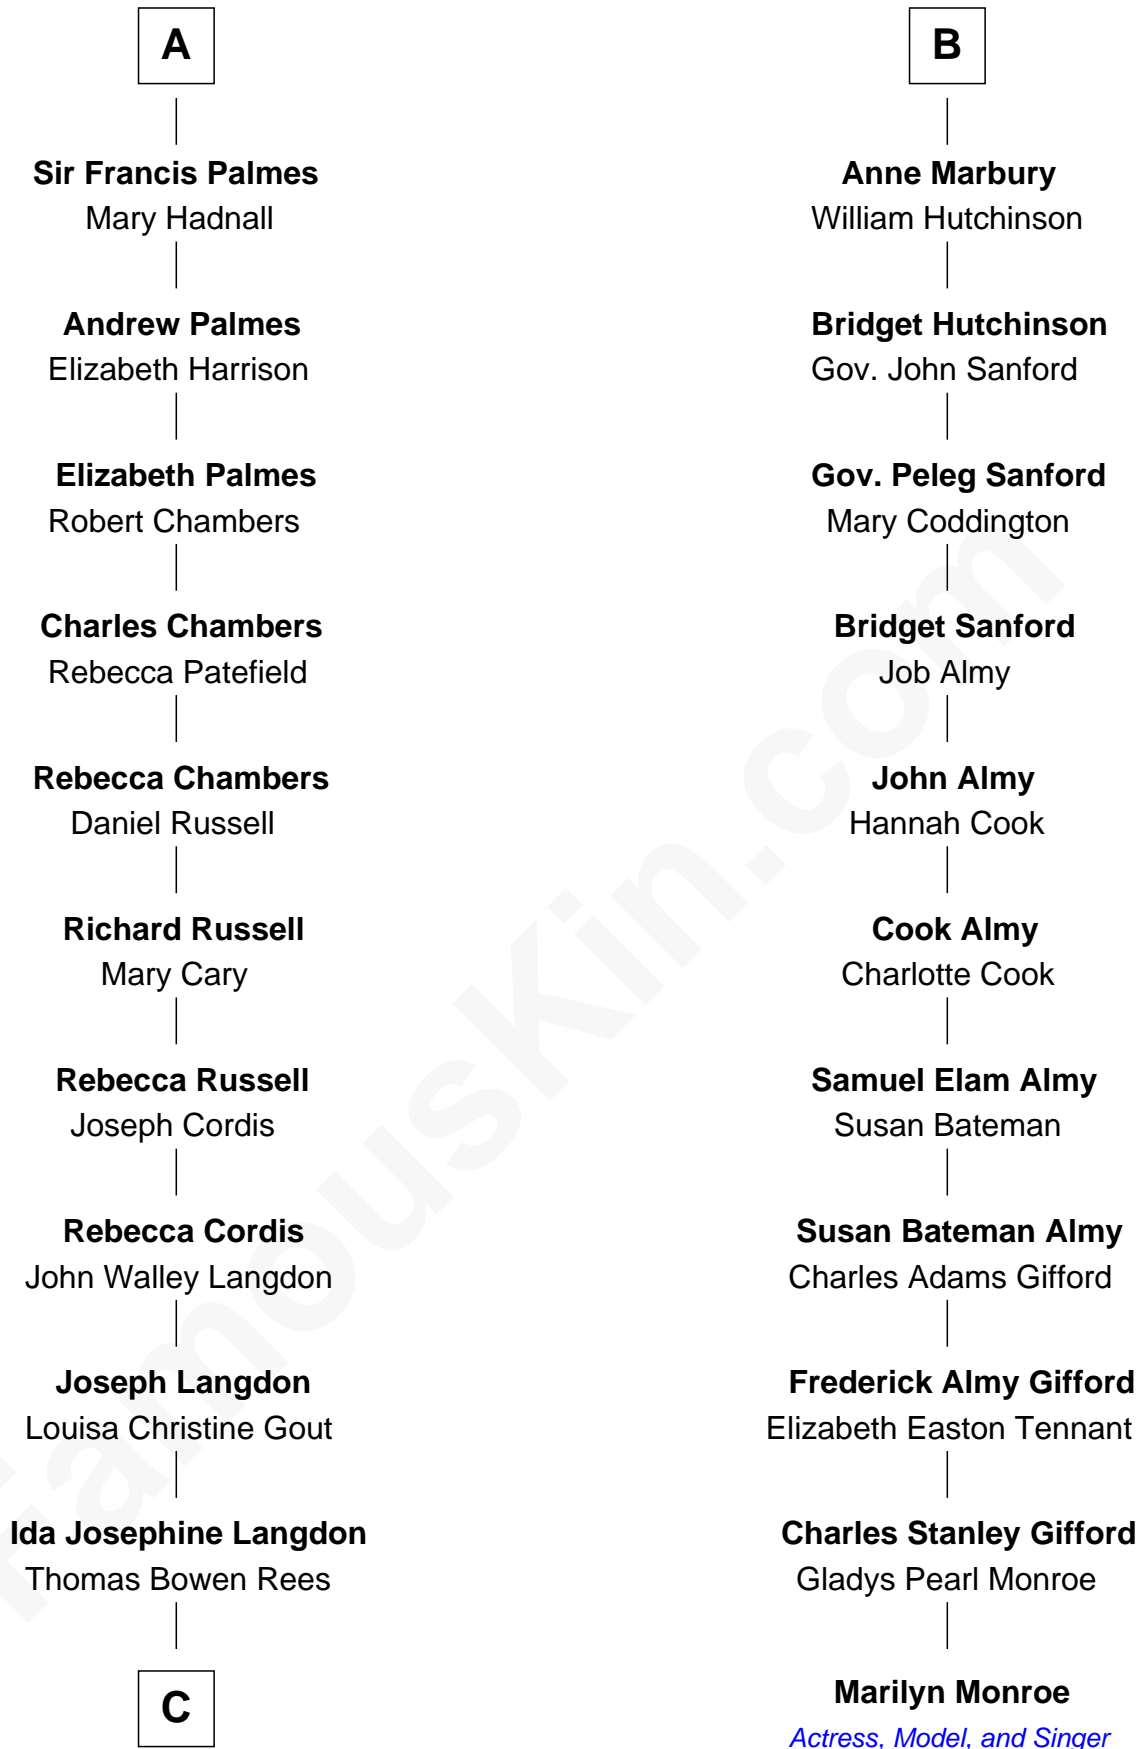 A
Sir Francis Palmes
Mary Hadnall
Andrew Palmes
Elizabeth Harrison
Elizabeth Palmes
Robert Chambers
Charles Chambers
Rebecca Patefield
Rebecca Chambers
Daniel Russell
Richard Russell
Mary Cary
Rebecca Russell
Joseph Cordis
Rebecca Cordis
John Walley Langdon
Joseph Langdon
Louisa Christine Gout
Ida Josephine Langdon
Thomas Bowen Rees
C
B
Anne Marbury
William Hutchinson
Bridget Hutchinson
Gov. John Sanford
Gov. Peleg Sanford
Mary Coddington
Bridget Sanford
Job Almy
John Almy
Hannah Cook
Cook Almy
Charlotte Cook
Samuel Elam Almy
Susan Bateman
Susan Bateman Almy
Charles Adams Gifford
Frederick Almy Gifford
Elizabeth Easton Tennant
Charles Stanley Gifford
Gladys Pearl Monroe
Marilyn Monroe
Actress, Model, and Singer
FamousKin.com